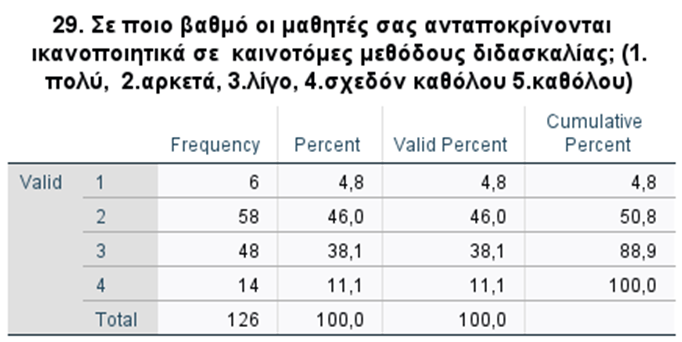 29. Σε ποιο βαθμό οι μαθητές σας ανταποκρίνονται
ικανοποιητικά σε καινοτόμες μεθόδους διδασκαλίας; (1.
πολύ, 2.αρκετά, 3.λίγο, 4.σχεδόν καθόλου 5.καθόλου)
Frequency Percent Valid Percent Cumulative Percent
Valid 1 6 4,8 4,8 4,8
2 58 46,0 46,0 50,8
3 48 38,1 38,1 88,9
4 14 11,1 11,1 100,0
Total 126 100,0 100,0